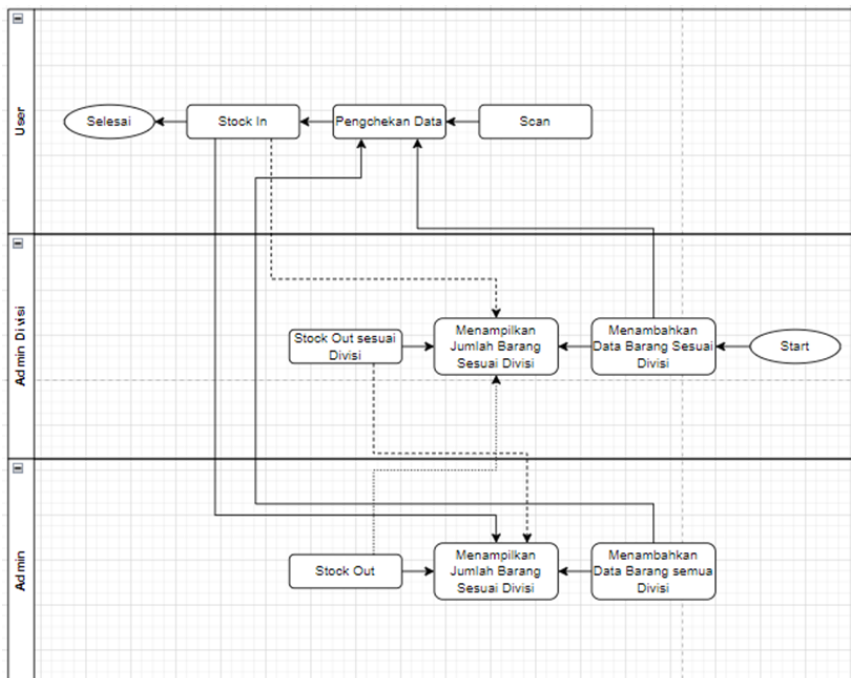 User
Selesai
Stock In
Pengchekan Data
Scan
Admin Divisi
Stock Out sesuai
Divisi
Menampilkan
Jumlah Barang
Sesuai Divisi
Menambahkan
Data Barang Sesuai
Divisi
Start
Admin
Stock Out
Menampilkan
Jumlah Barang
Sesuai Divisi
Menambahkan
Data Barang semua
Divisi